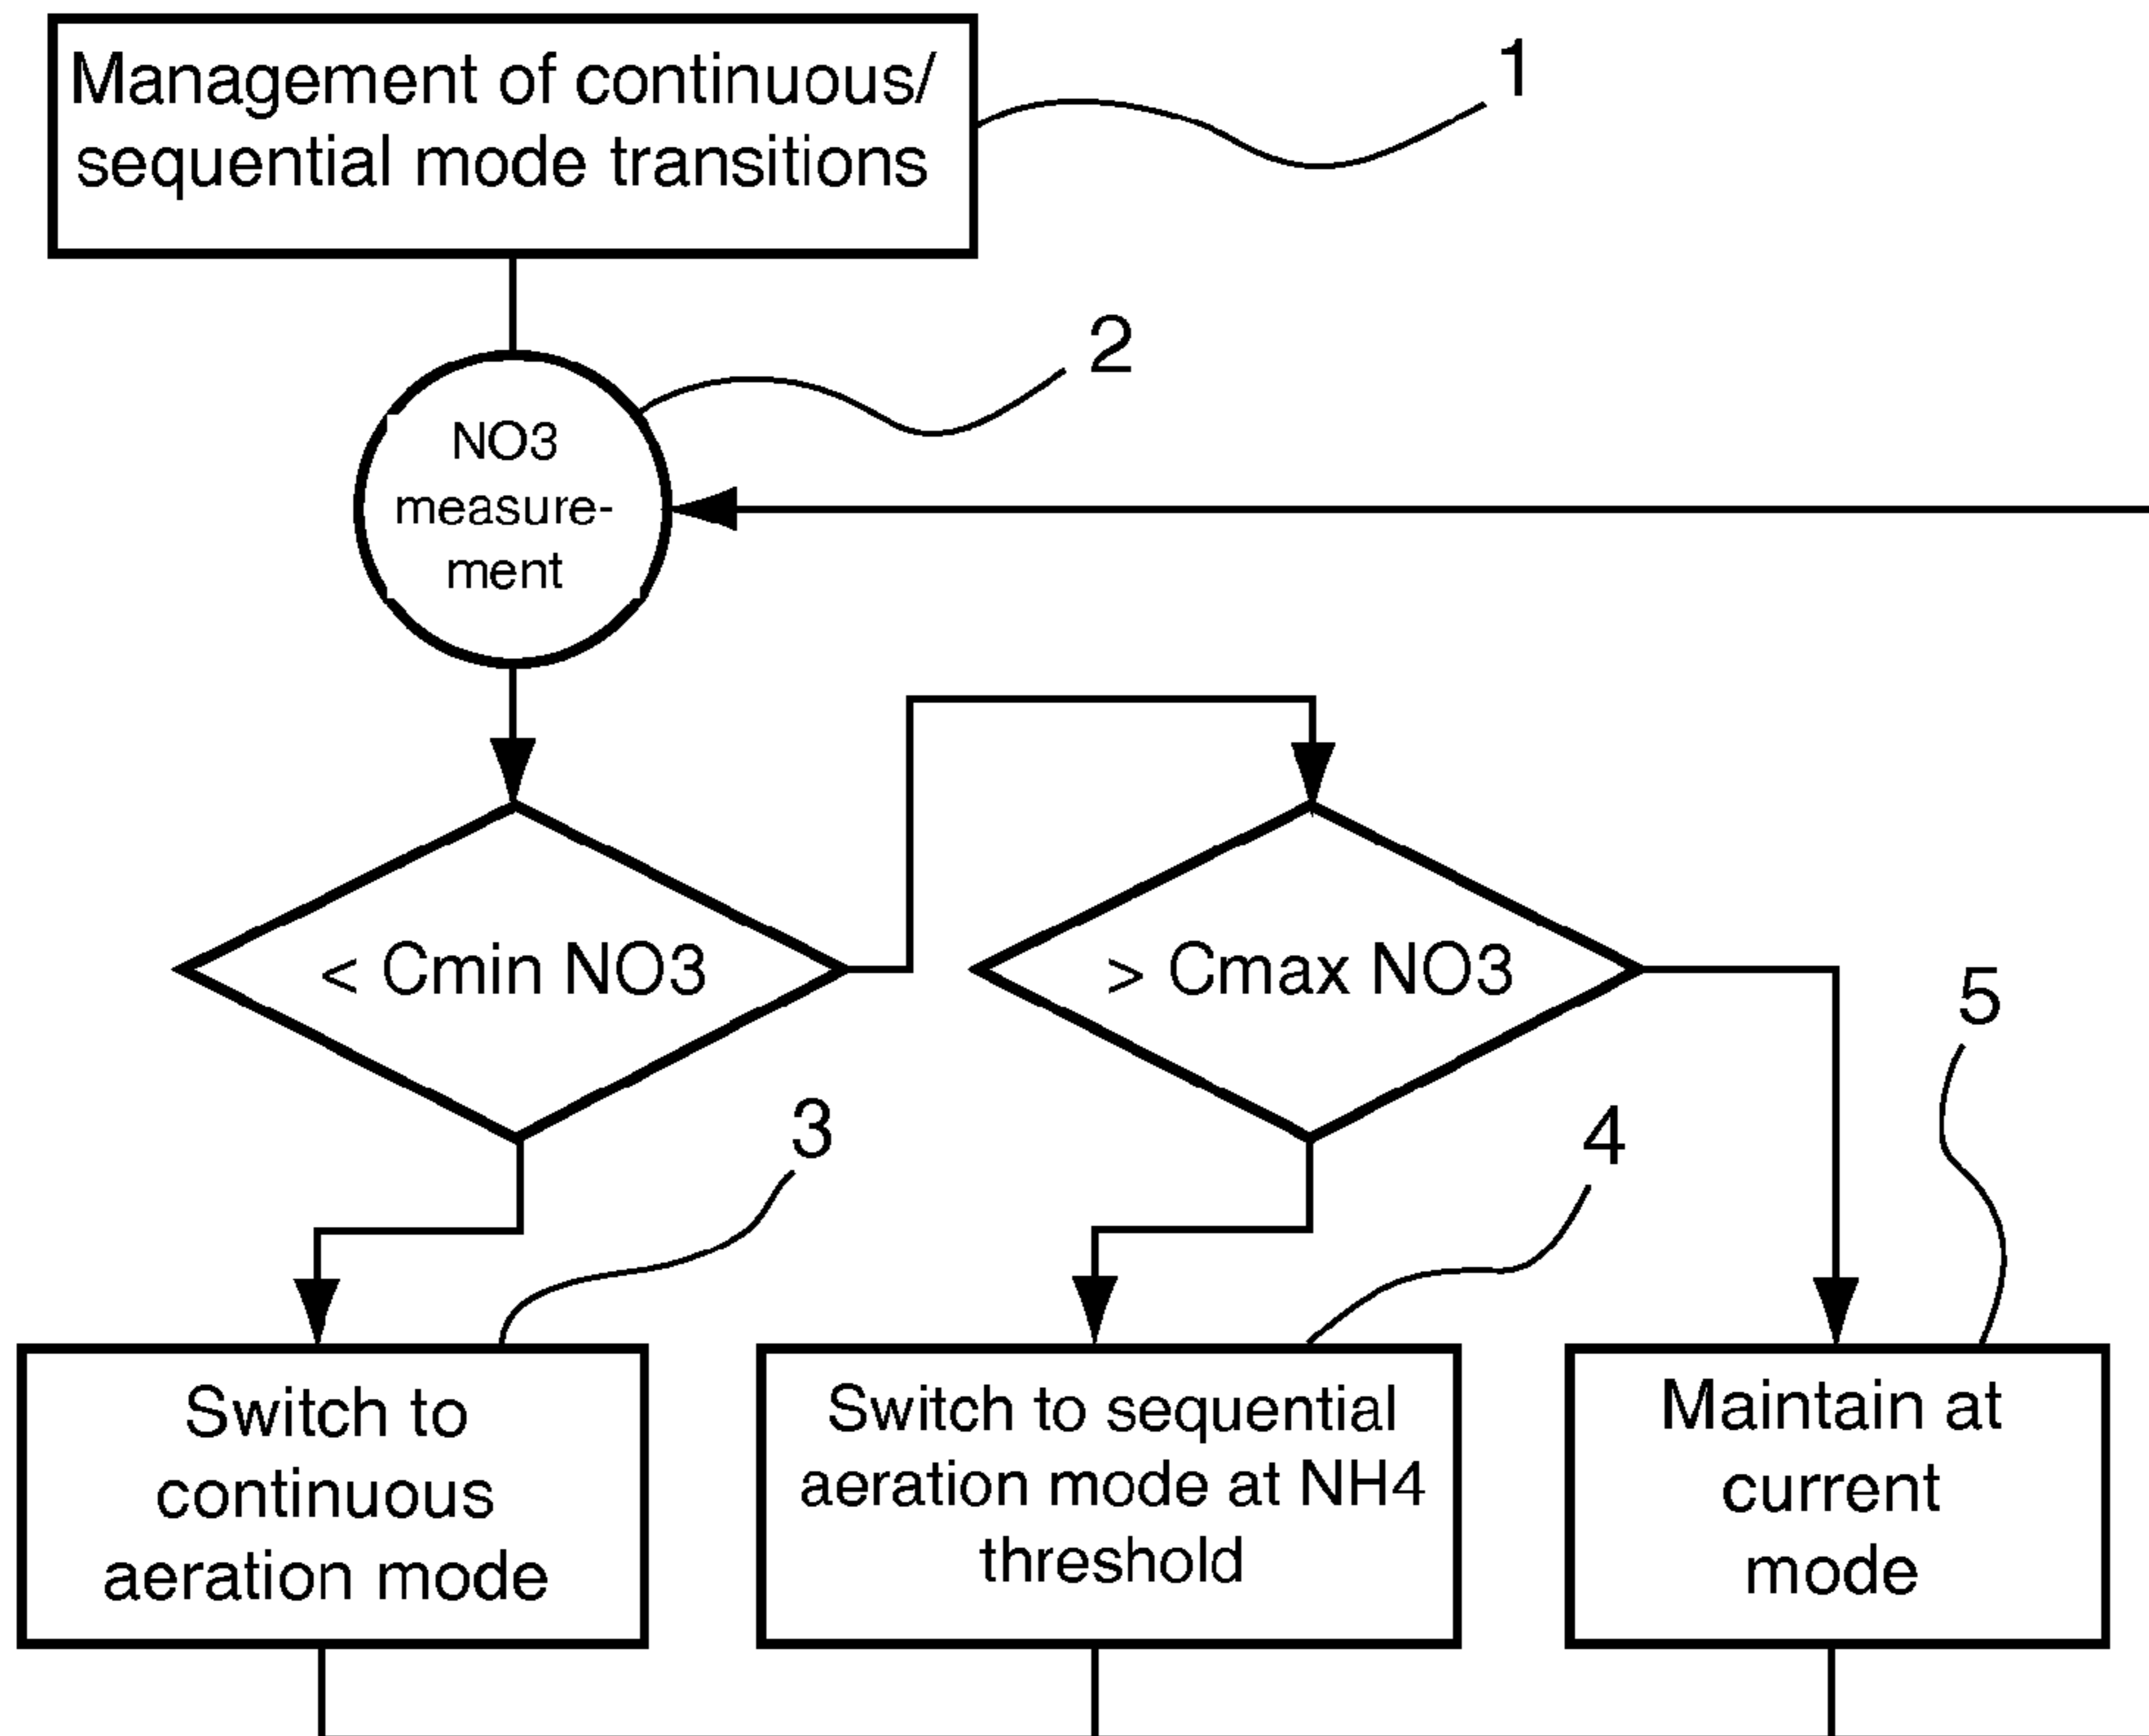 Management of continuous/
sequential mode transitions
1
2
NO3
measure-
ment
< Cmin NO3
> Cmax NO3
5
3
4
Switch to
continuous
aeration mode
Switch to sequential
aeration mode at NH4
threshold
Maintain at
current
mode